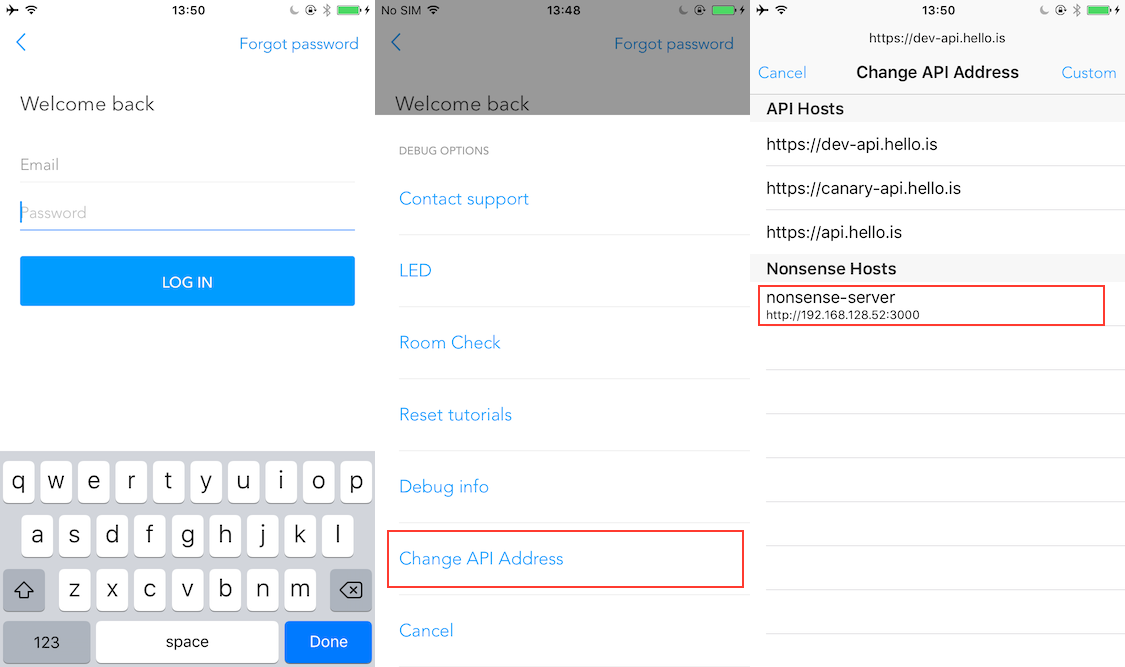 13:50
Forgot password
Welcome back
Email
Password
LOG IN
q w e r t y u i o p
a s d f g h j k l
z x c v b n m
123 space Done
No SIM 13:48
Forgot password
Welcome back
DEBUG OPTIONS
Contact support
LED
Room Check
Reset tutorials
Debug info
Change API Address
Cancel
13:50
https://dev-api.hello.is
Cancel Change API Address Custom
API Hosts
https://dev-api.hello.is
https://canary-api.hello.is
https://api.hello.is
Nonsense Hosts
nonsense-server
http://192.168.128.52:3000